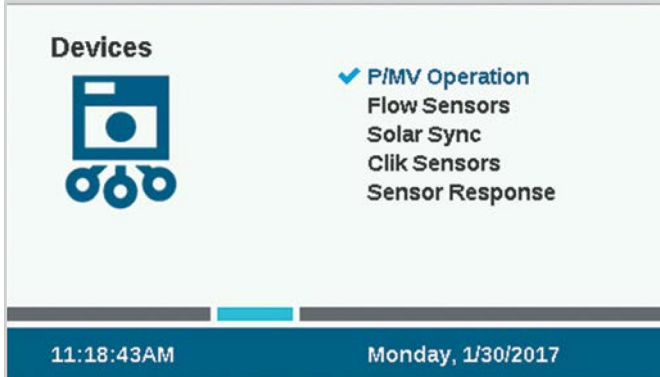 Devices
P/MV Operation
Flow Sensors
Solar Sync
Clik Sensors
Sensor Response
11:18:43AM
Monday, 1/30/2017